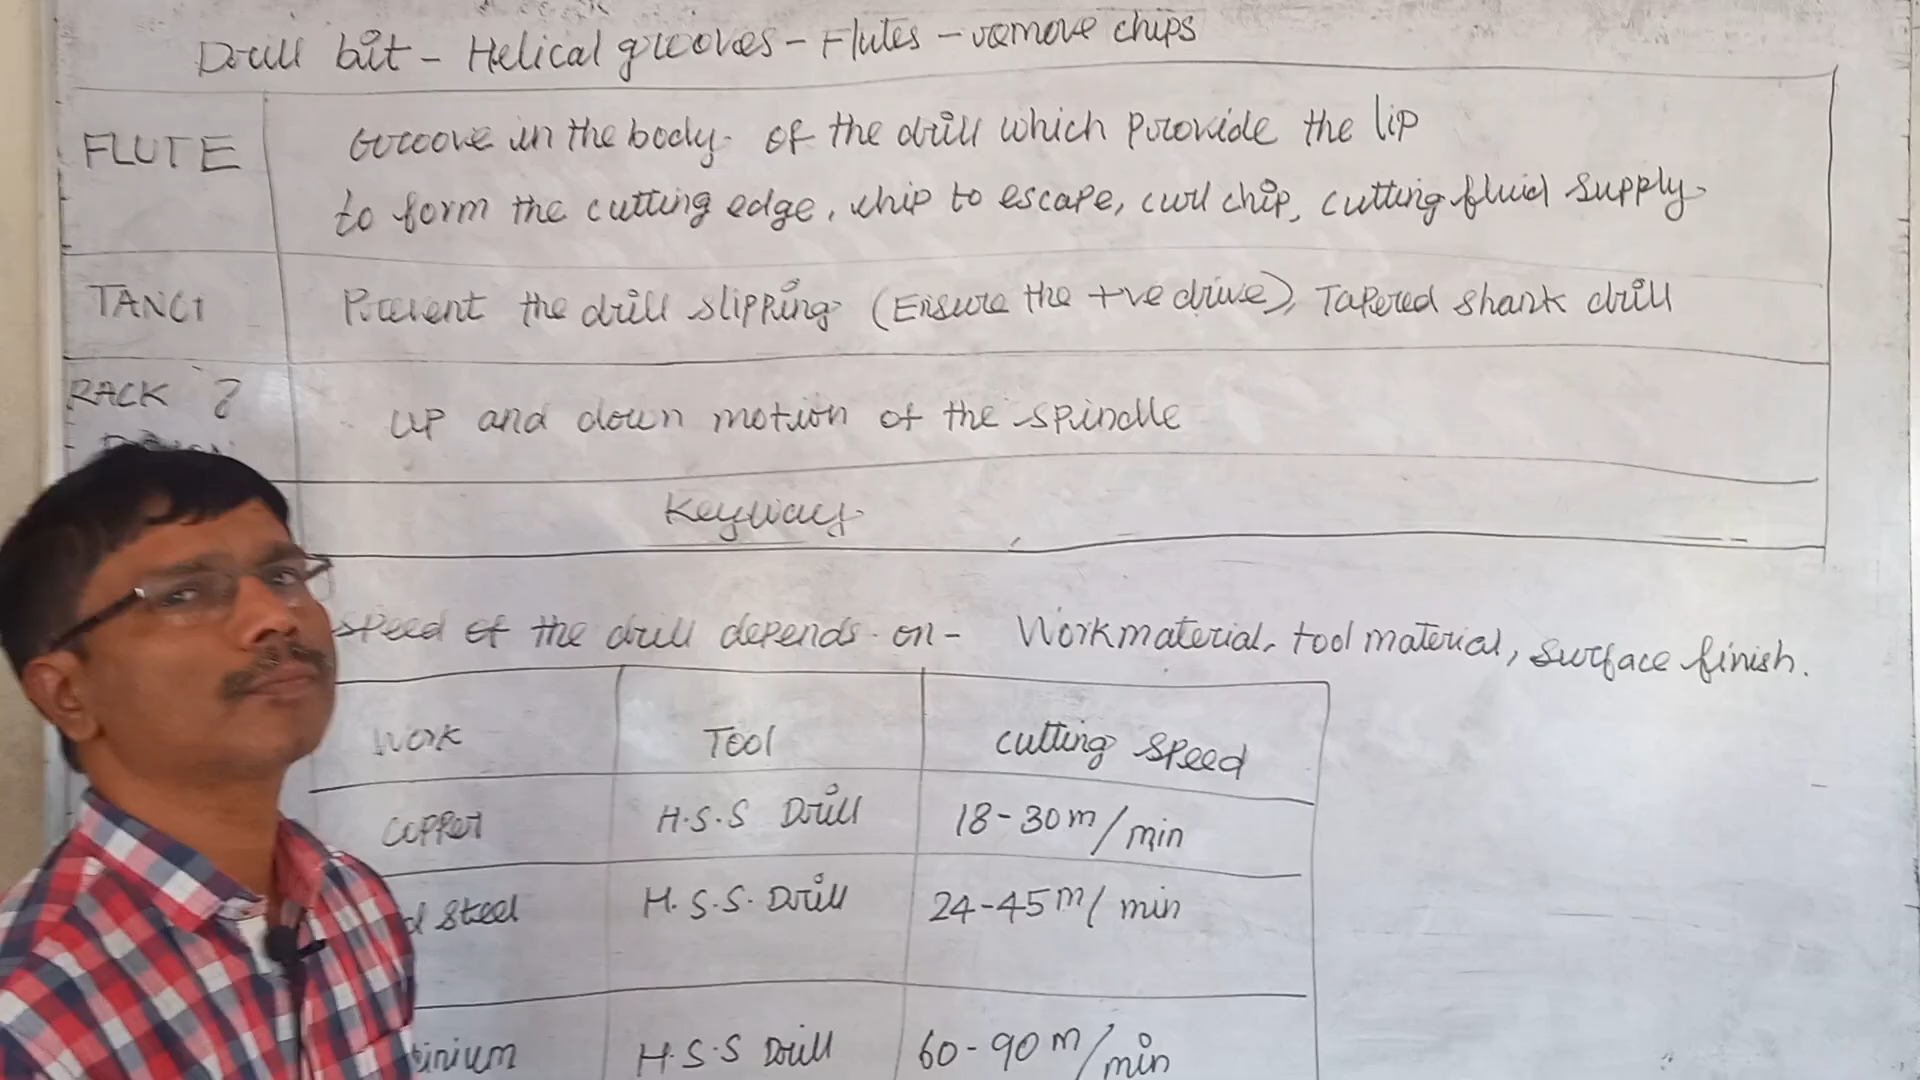 Drill bit - Helical grooves - Flutes - remove chips
FLUTE
Groove in the body of the drill which provide the lip
to form the cutting edge, chip to escape, curl chip, cutting fluid supply
TANG
Prevent the drill slipping (Ensure the +ve drive), Tapered shank drill
RACK &
up and down motion of the spindle
Keyway
speed of the drill depends on - Work material, tool material, surface finish.
Work Tool cutting speed
copper H.S.S Drill 18-30 m/min
d steel H.S.S. Drill 24-45 m/min
inium H.S.S Drill 60-90 m/min